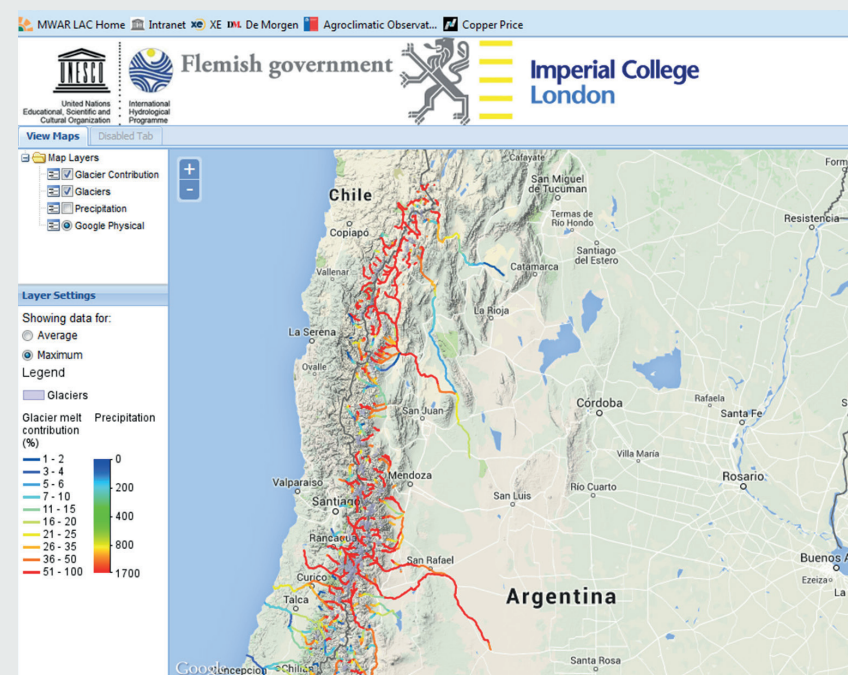 MWAR LAC Home Intranet XE De Morgen Agroclimatic Observat... Copper Price
UNESCO
United Nations
Educational, Scientific and
Cultural Organization
International
Hydrological
Programme
Flemish government
Imperial College
London
View Maps Disabled Tab
Map Layers
Glacier Contribution
Glaciers
Precipitation
Google Physical
Layer Settings
Showing data for:
Average
Maximum
Legend
Glaciers
Glacier melt
contribution
(%)
1 - 2
3 - 4
5 - 6
7 - 10
11 - 15
16 - 20
21 - 25
26 - 35
36 - 50
51 - 100
Precipitation
0
200
400
800
1700
+
-
Cafayate
San Miguel
de Tucuman
Form
Chile
Termas de
Rio Hondo
Resistencia
Copiapó
Santiago
del Estero
Catamarca
Vallenar
La Rioja
La Serena
Ovalle
San Juan
Córdoba
Rafaela
Santa Fe
S
Villa María
Mendoza
Valparaiso
Rosario
San Luis
Río Cuarto
Santiago
Rancagua
San Rafael
Buenos A
Curico
Ezeiza
La
Talca
Argentina
Santa Rosa
Google
Concepcion
Chillan